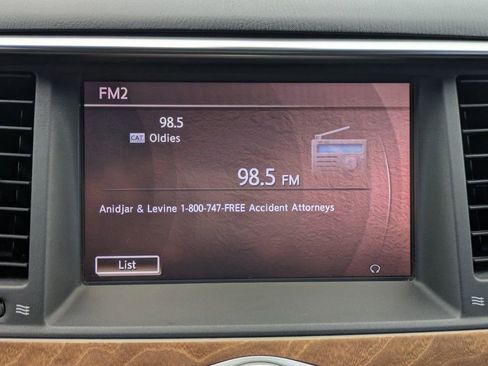 FM2
98.5
CAT Oldies
98.5 FM
Anidjar & Levine 1-800-747-FREE Accident Attorneys
List